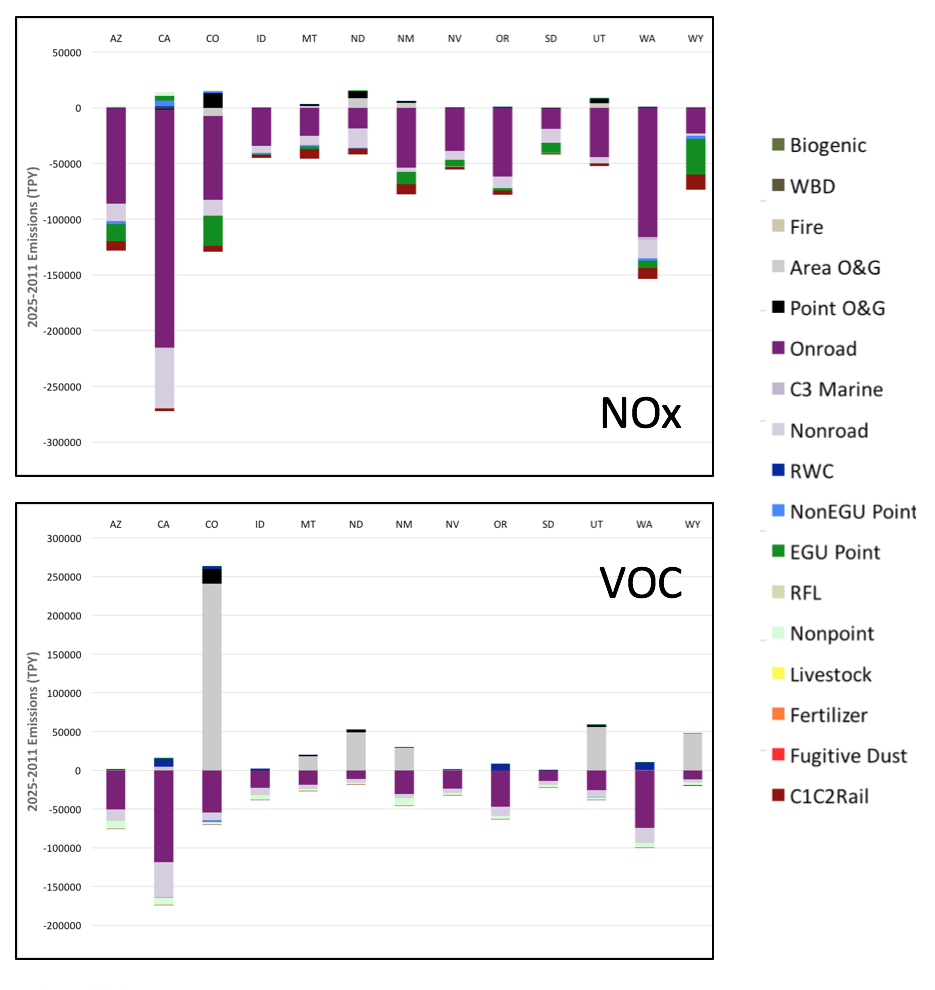 AZ CA CO ID MT ND NM NV OR SD UT WA WY
50000
0
-50000
-100000
-150000
-200000
-250000
-300000
2025-2011 Emissions (TPY)
NOx
AZ CA CO ID MT ND NM NV OR SD UT WA WY
300000
250000
200000
150000
100000
50000
0
-50000
-100000
-150000
-200000
2025-2011 Emissions (TPY)
VOC
Biogenic
WBD
Fire
Area O&G
Point O&G
Onroad
C3 Marine
Nonroad
RWC
NonEGU Point
EGU Point
RFL
Nonpoint
Livestock
Fertilizer
Fugitive Dust
C1C2Rail